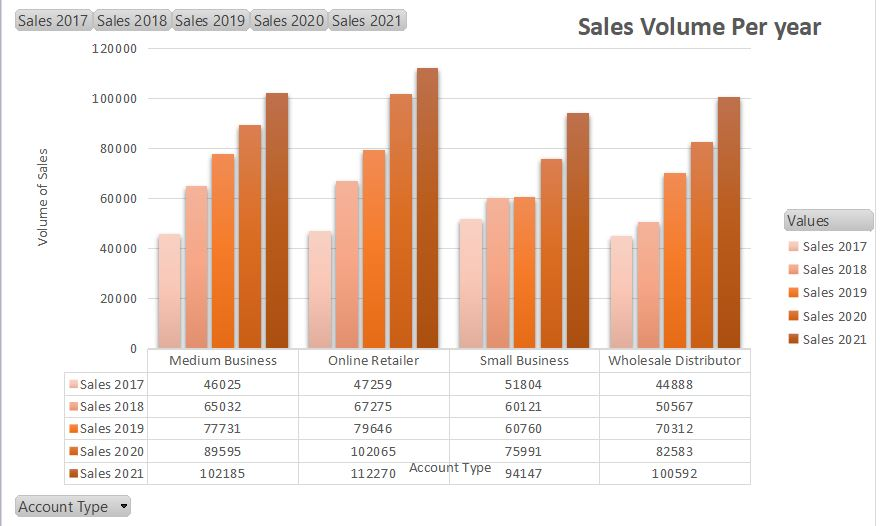 Sales 2017 Sales 2018 Sales 2019 Sales 2020 Sales 2021
Sales Volume Per year
120000
100000
80000
60000
40000
20000
0
Volume of Sales
Values
Sales 2017
Sales 2018
Sales 2019
Sales 2020
Sales 2021
Medium Business Online Retailer Small Business Wholesale Distributor
Sales 2017 46025 47259 51804 44888
Sales 2018 65032 67275 60121 50567
Sales 2019 77731 79646 60760 70312
Sales 2020 89595 102065 75991 82583
Sales 2021 102185 112270 94147 100592
Account Type
Account Type